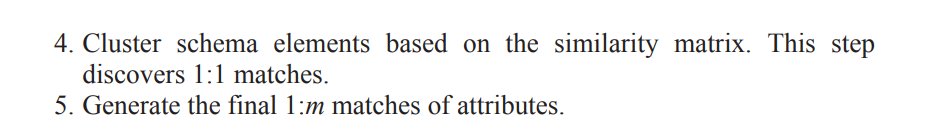 4. Cluster schema elements based on the similarity matrix. This step
discovers 1:1 matches.
5. Generate the final 1:m matches of attributes.